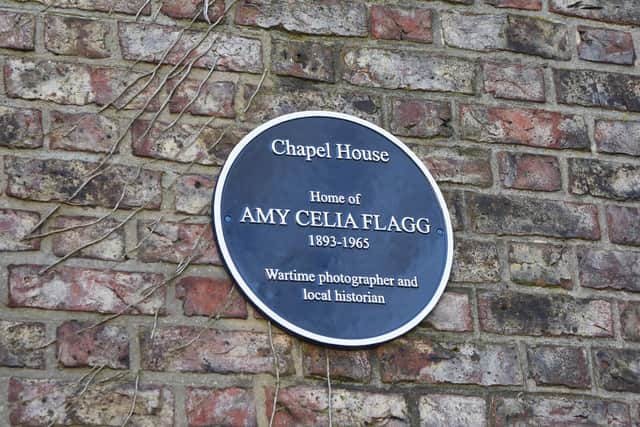 Chapel House
Home of
AMY CELIA FLAGG
1893-1965
Wartime photographer and
local historian